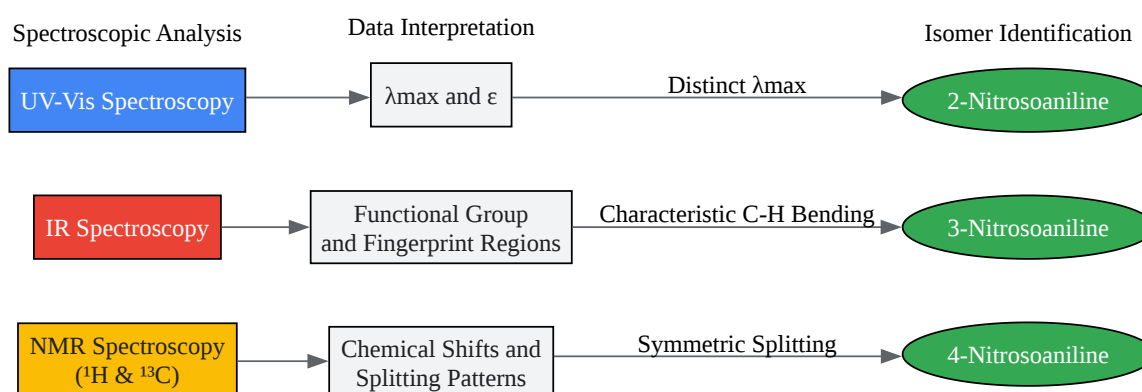 Spectroscopic Analysis
Data Interpretation
Isomer Identification
UV-Vis Spectroscopy
λmax and ε
Distinct λmax
2-Nitrosoaniline
IR Spectroscopy
Functional Group
and Fingerprint Regions
Characteristic C-H Bending
3-Nitrosoaniline
NMR Spectroscopy
(¹H & ¹³C)
Chemical Shifts and
Splitting Patterns
Symmetric Splitting
4-Nitrosoaniline